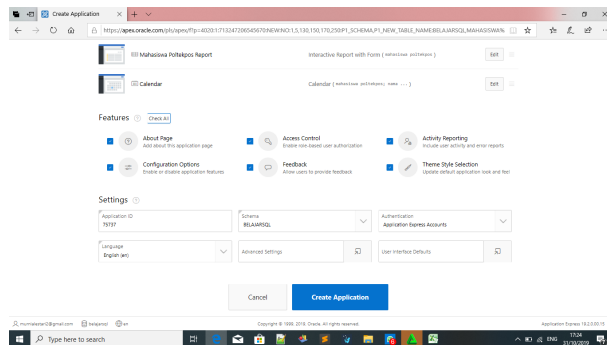 Create Application
https://apex.oracle.com/pls/apex/f?p=4020:1:713247206545670:NEW:NO:1,5,130,150,170,250:P1_SCHEMA,P1_NEW_TABLE_NAME:BELAJARSQL,MAHASISWA%
Mahasiswa Poltekpos Report
Interactive Report with Form ( mahasiswa poltekpos )
Edit
Calendar
Calendar ( mahasiswa poltekpos; nama ... )
Edit
Features
Check All
About Page
Add about this application page
Access Control
Enable role-based user authorization
Activity Reporting
Include user activity and error reports
Configuration Options
Enable or disable application features
Feedback
Allow users to provide feedback
Theme Style Selection
Update default application look and feel
Settings
Application ID
75737
Schema
BELAJARSQL
Authentication
Application Express Accounts
Language
English (en)
Advanced Settings
User Interface Defaults
Cancel
Create Application
belajarsql
en
Copyright © 1999, 2019, Oracle. All rights reserved.
Application Express 19.2.0.00.15
Type here to search
ENG
17:24
21/10/2019